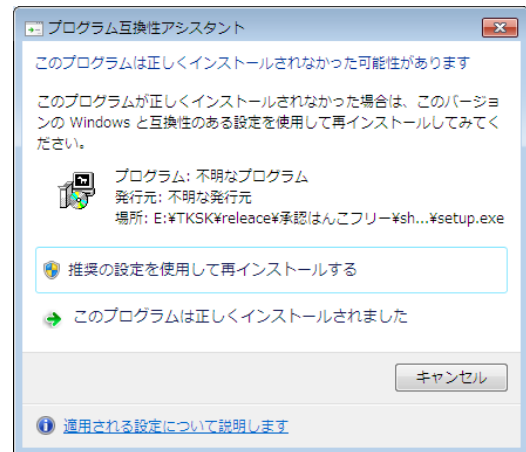 プログラム互換性アシスタント
このプログラムは正しくインストールされなかった可能性があります
このプログラムが正しくインストールされなかった場合は、このバージョ
ンの Windows と互換性のある設定を使用して再インストールしてみてく
ださい。
プログラム: 不明なプログラム
発行元: 不明な発行元
場所: E:¥TKSK¥releace¥承認はんこフリー¥sh...¥setup.exe
推奨の設定を使用して再インストールする
このプログラムは正しくインストールされました
キャンセル
適用される設定について説明します